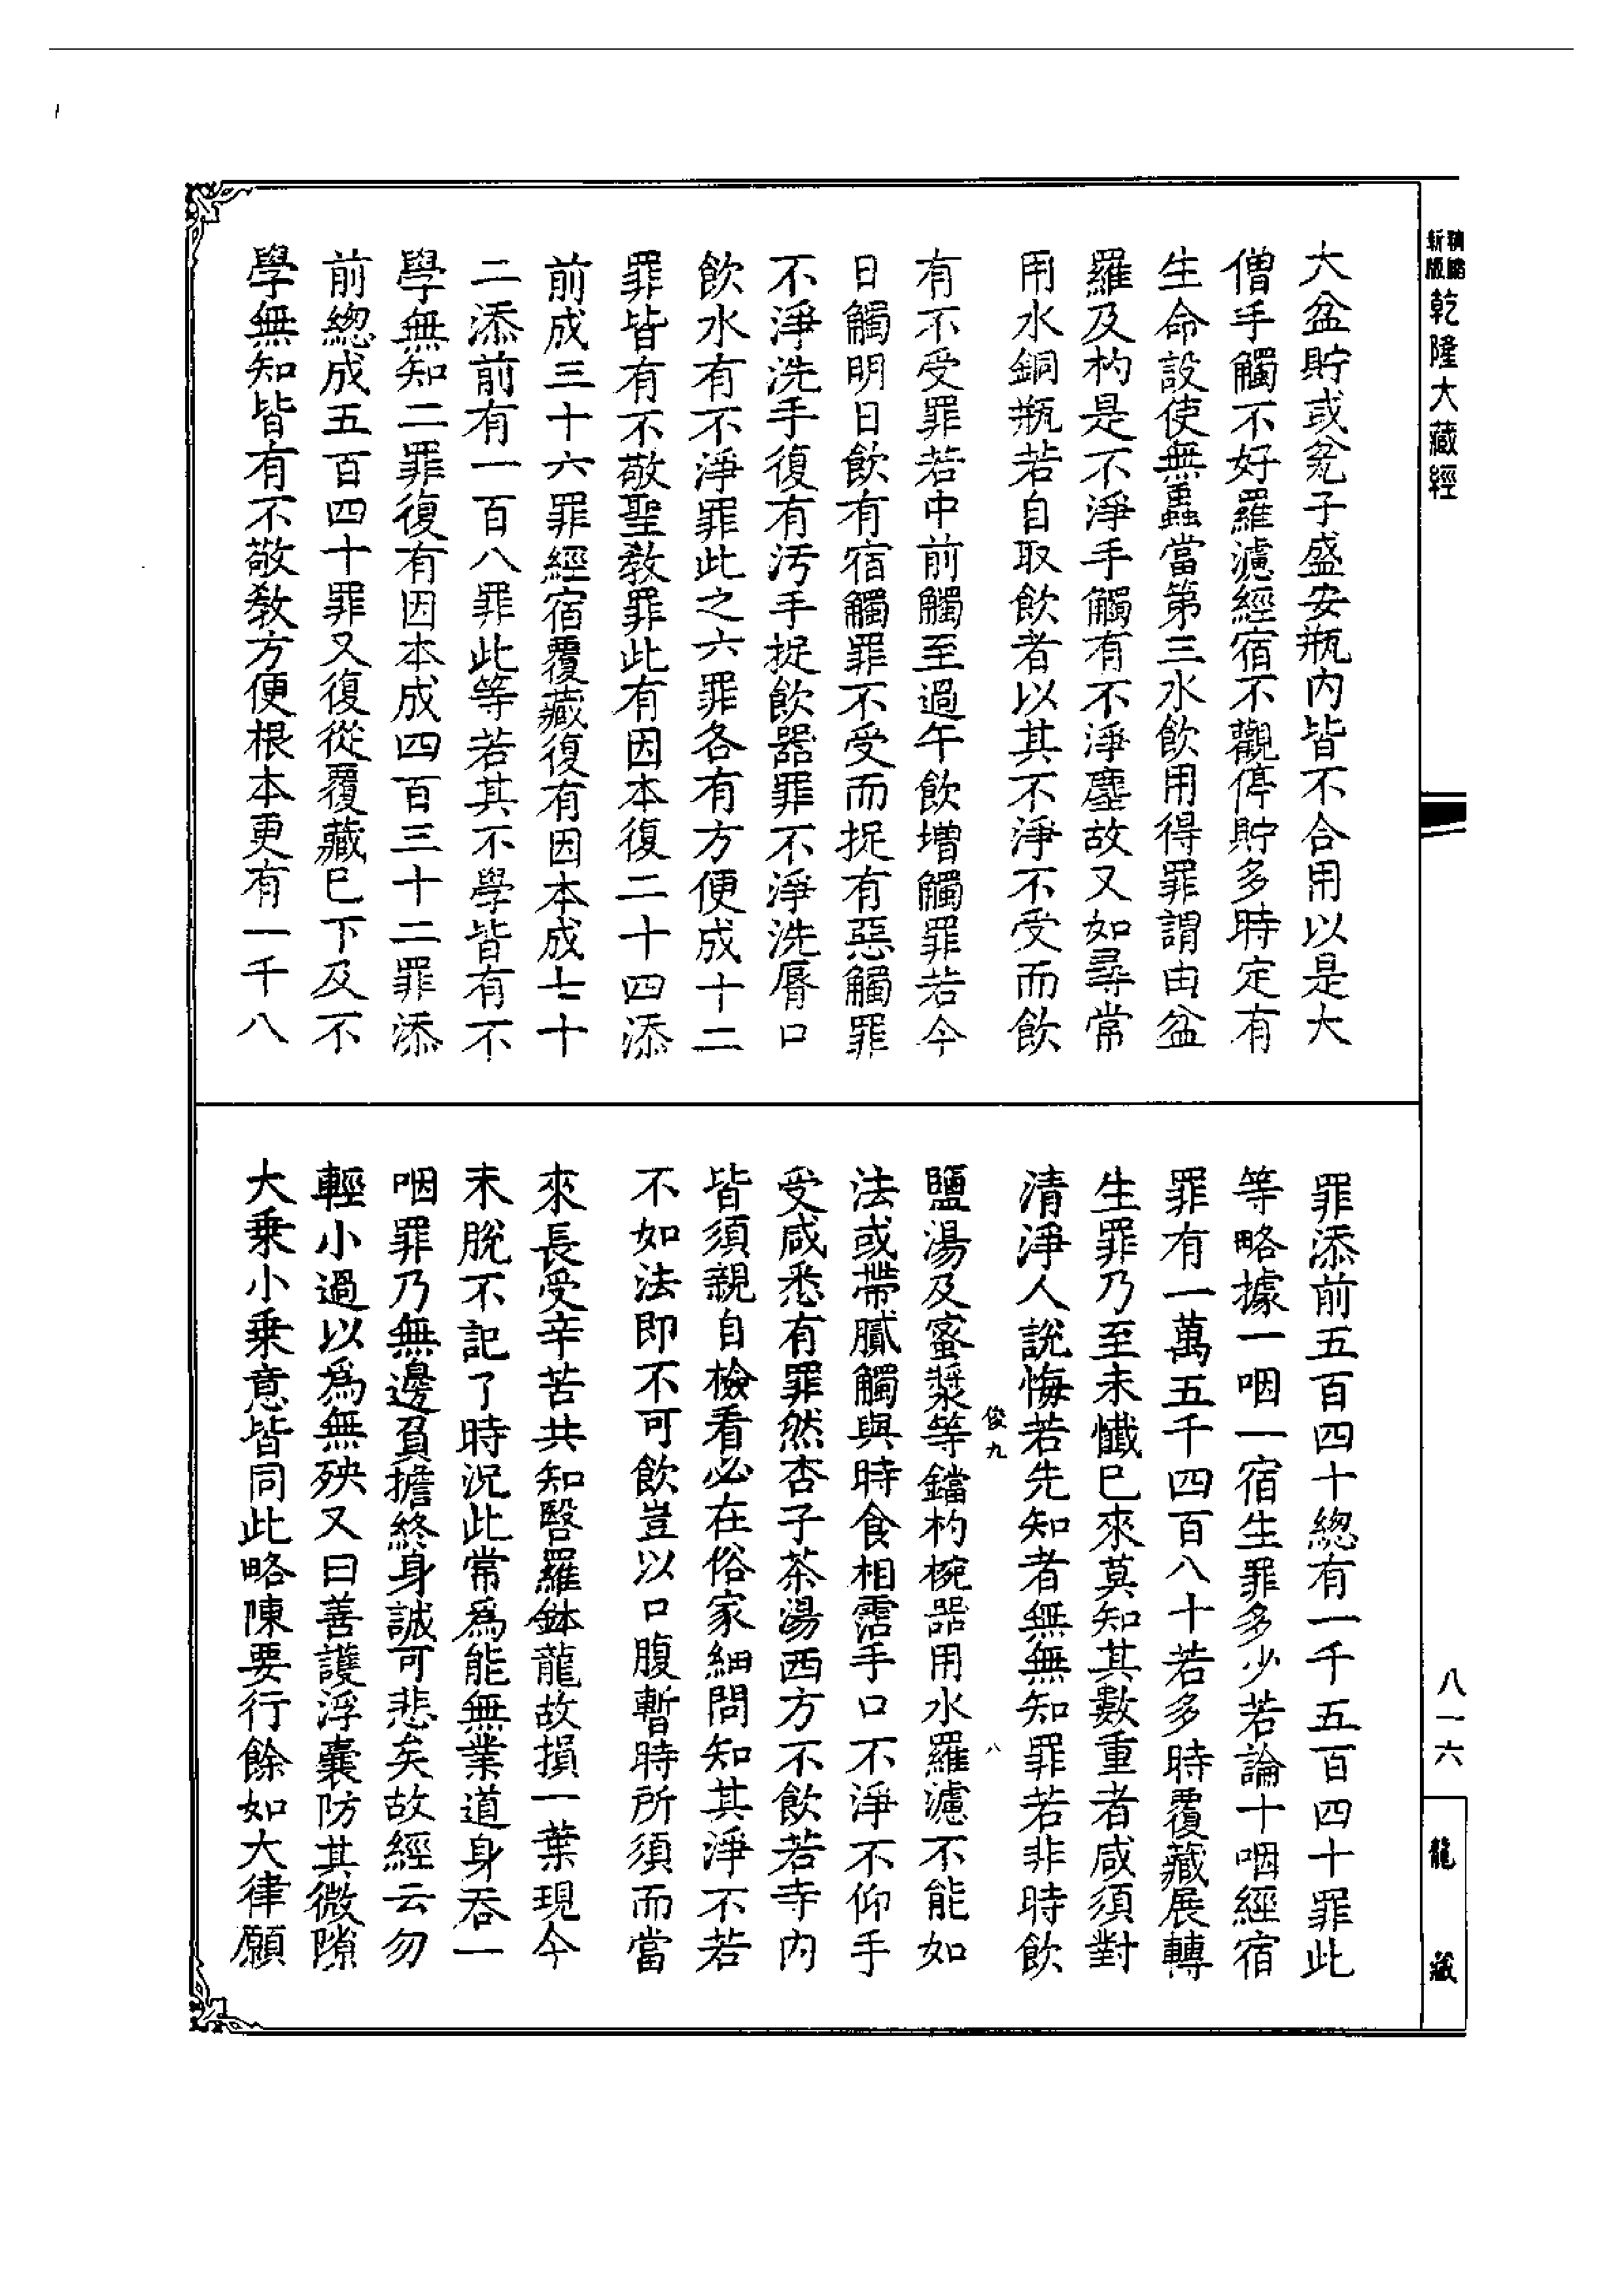 新版
精縮
乾隆大藏經
大盆貯或瓮子盛安瓶內皆不合用以是大
僧手觸不好羅濾經宿不觀停貯多時定有
生命設使無蟲當第三水飲用得罪謂由盆
羅及杓是不淨手觸有不淨塵故又如尋常
用水銅瓶若自取飲者以其不淨不受而飲
有不受罪若中前觸至過午飲增觸罪若今
日觸明日飲有宿觸罪不受而捉有惡觸罪
不淨洗手復有污手捉飲器罪不淨洗脣口
飲水有不淨罪此之六罪各有方便成十二
罪皆有不敬聖教罪此有因本復二十四添
前成三十六罪經宿覆藏復有因本成七十
二添前有一百八罪此等若其不學皆有不
學無知二罪復有因本成四百三十二罪添
前總成五百四十罪又復從覆藏已下及不
學無知皆有不敬教方便根本更有一千八
罪添前五百四十總有一千五百四十罪此
等略據一咽一宿生罪多少若論十咽經宿
罪有一萬五千四百八十若多時覆藏展轉
生罪乃至未懺已來莫知其數重者咸須對
清淨人說悔若先知者無無知罪若非時飲
俊九
八
鹽湯及蜜漿等鐺杓椀器用水羅濾不能如
法或帶膩觸與時食相霑手口不淨不仰手
受咸悉有罪然杏子茶湯西方不飲若寺內
皆須親自檢看必在俗家細問知其淨不若
不如法即不可飲豈以口腹暫時所須而當
來長受辛苦共知醫羅鉢龍故損一葉現今
未脫不記了時況此常為能無業道身吞一
咽罪乃無邊負擔終身誠可悲矣故經云勿
輕小過以為無殃又曰善護浮囊防其微隙
大乘小乘意皆同此略陳要行餘如大律願
八一六
龍藏